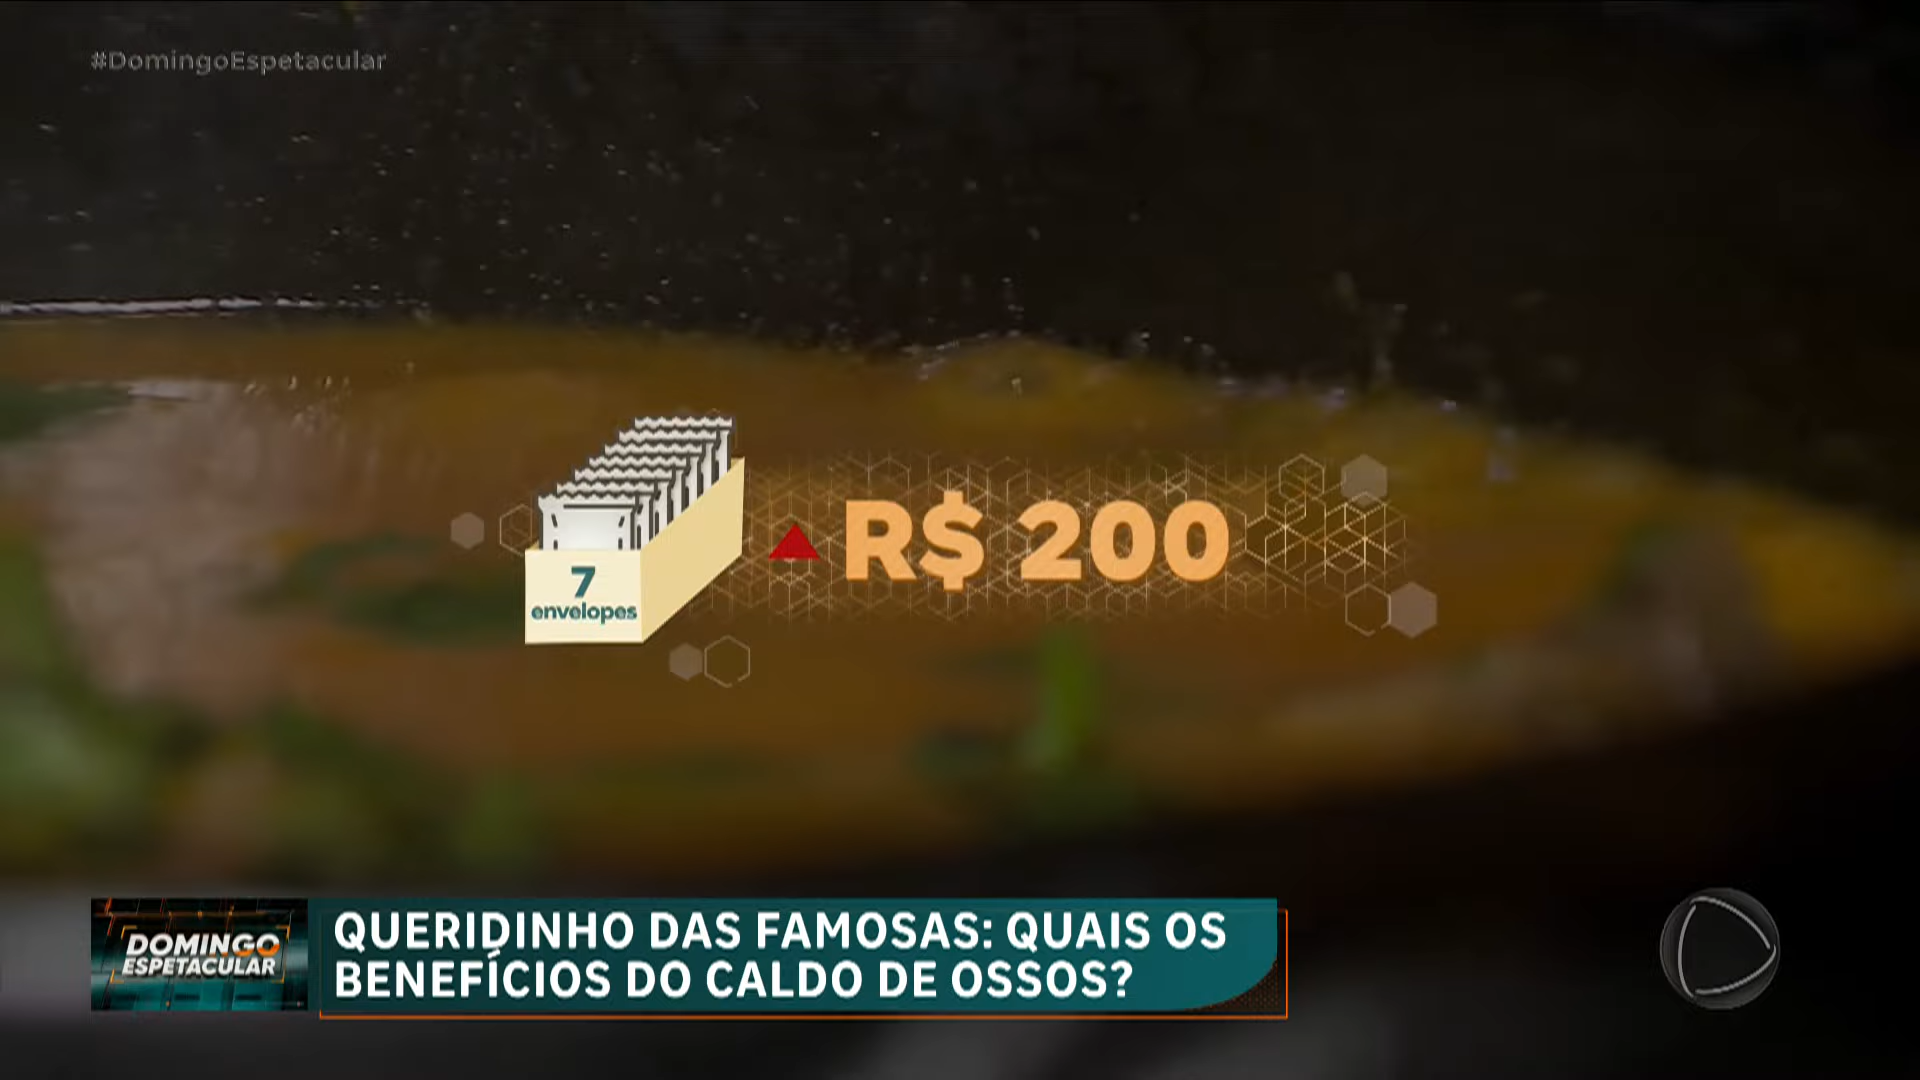 #DomingoEspetacular
7
envelopes
R$ 200
DOMINGO
ESPETACULAR
QUERIDINHO DAS FAMOSAS: QUAIS OS
BENEFÍCIOS DO CALDO DE OSSOS?